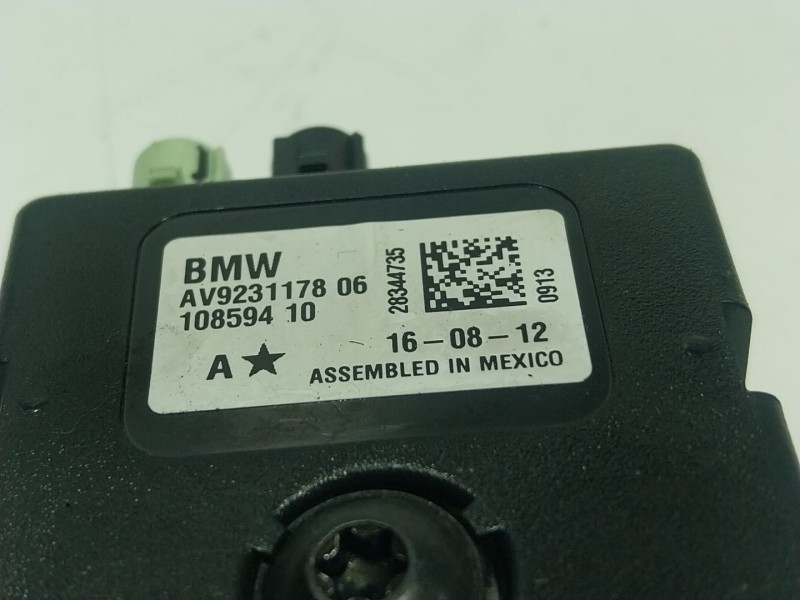 BMW
AV9231178 06
108594 10
A★
28344735
0913
16-08-12
ASSEMBLED IN MEXICO